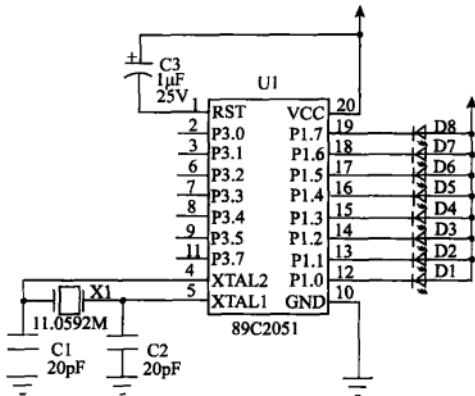 C3
1μF
25V
U1
1 RST VCC 20
2 P3.0 P1.7 19 D8
3 P3.1 P1.6 18 D7
6 P3.2 P1.5 17 D6
7 P3.3 P1.4 16 D5
8 P3.4 P1.3 15 D4
9 P3.5 P1.2 14 D3
11 P3.7 P1.1 13 D2
4 XTAL2 P1.0 12 D1
5 XTAL1 GND 10
X1
11.0592M
89C2051
C1
20pF
C2
20pF